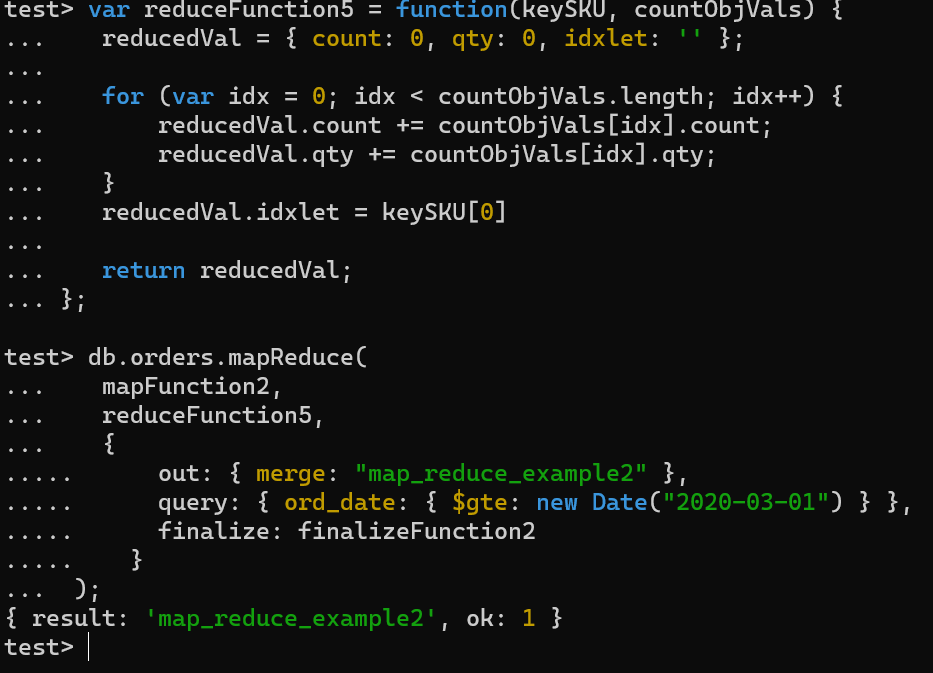 test> var reduceFunction5 = function(keySKU, countObjVals) {
...    reducedVal = { count: 0, qty: 0, idxlet: '' };
...
...    for (var idx = 0; idx < countObjVals.length; idx++) {
...        reducedVal.count += countObjVals[idx].count;
...        reducedVal.qty += countObjVals[idx].qty;
...    }
...    reducedVal.idxlet = keySKU[0]
...
...    return reducedVal;
... };
test> db.orders.mapReduce(
...    mapFunction2,
...    reduceFunction5,
...    {
.....      out: { merge: "map_reduce_example2" },
.....      query: { ord_date: { $gte: new Date("2020-03-01") } },
.....      finalize: finalizeFunction2
.....    }
...  );
{ result: 'map_reduce_example2', ok: 1 }
test>